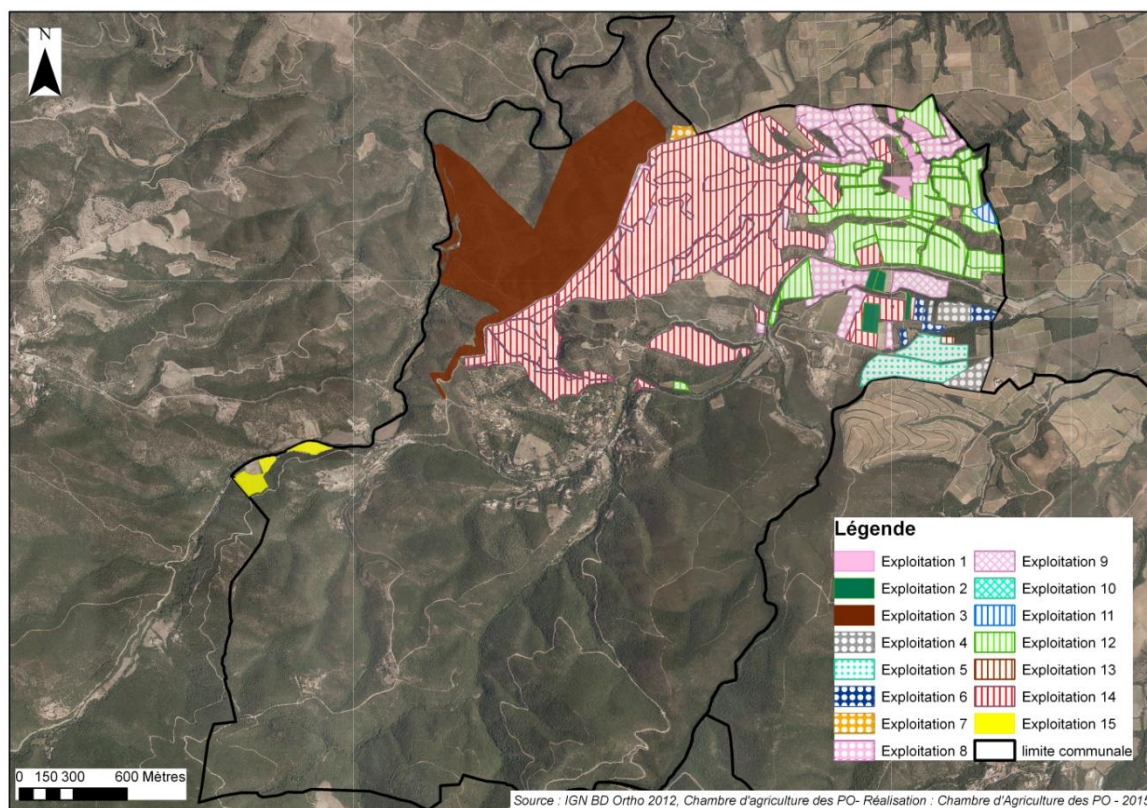 N
Légende
Exploitation 1
Exploitation 2
Exploitation 3
Exploitation 4
Exploitation 5
Exploitation 6
Exploitation 7
Exploitation 8
Exploitation 9
Exploitation 10
Exploitation 11
Exploitation 12
Exploitation 13
Exploitation 14
Exploitation 15
limite communale
0 150 300 600 Mètres
Source : IGN BD Ortho 2012, Chambre d'agriculture des PO- Réalisation : Chambre d'Agriculture des PO -